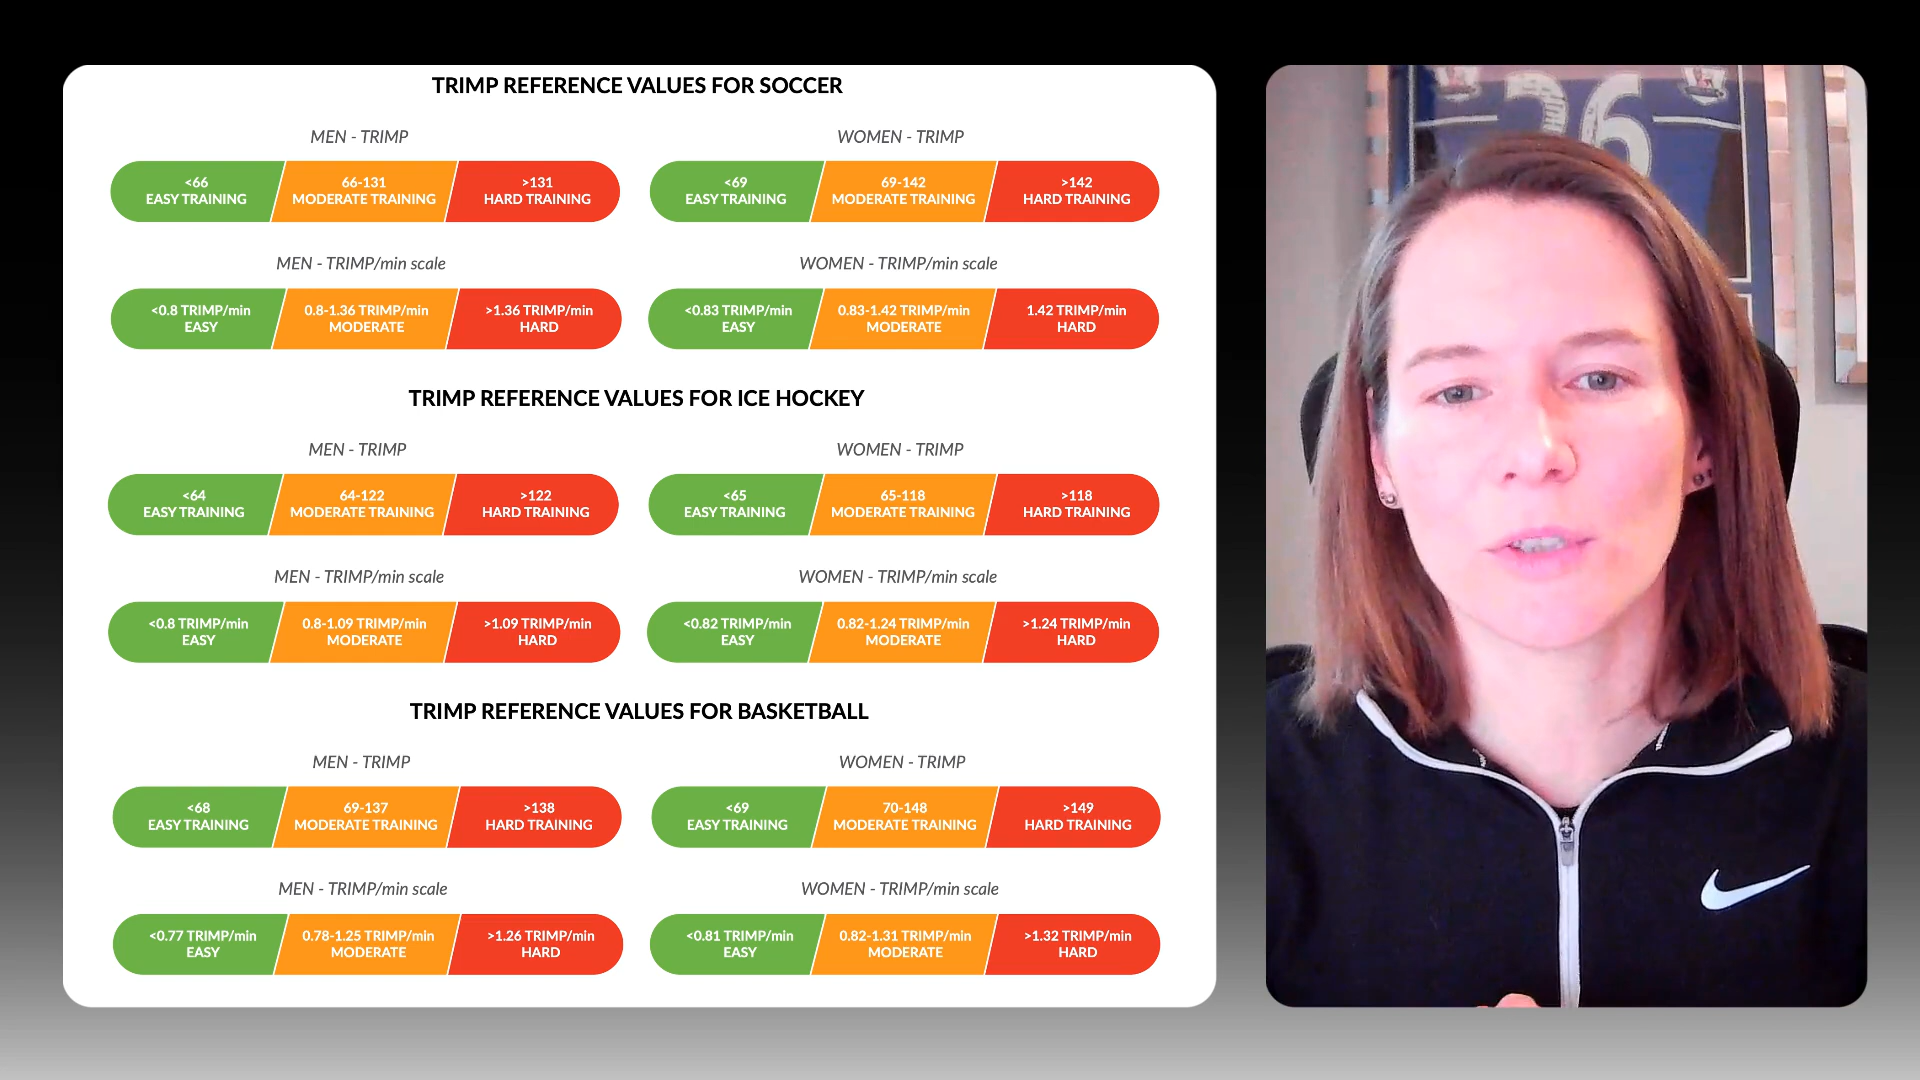 TRIMP REFERENCE VALUES FOR SOCCER
MEN - TRIMP
WOMEN - TRIMP
<66
EASY TRAINING
66-131
MODERATE TRAINING
>131
HARD TRAINING
<69
EASY TRAINING
69-142
MODERATE TRAINING
>142
HARD TRAINING
MEN - TRIMP/min scale
WOMEN - TRIMP/min scale
<0.8 TRIMP/min
EASY
0.8-1.36 TRIMP/min
MODERATE
>1.36 TRIMP/min
HARD
<0.83 TRIMP/min
EASY
0.83-1.42 TRIMP/min
MODERATE
1.42 TRIMP/min
HARD
TRIMP REFERENCE VALUES FOR ICE HOCKEY
MEN - TRIMP
WOMEN - TRIMP
<64
EASY TRAINING
64-122
MODERATE TRAINING
>122
HARD TRAINING
<65
EASY TRAINING
65-118
MODERATE TRAINING
>118
HARD TRAINING
MEN - TRIMP/min scale
WOMEN - TRIMP/min scale
<0.8 TRIMP/min
EASY
0.8-1.09 TRIMP/min
MODERATE
>1.09 TRIMP/min
HARD
<0.82 TRIMP/min
EASY
0.82-1.24 TRIMP/min
MODERATE
>1.24 TRIMP/min
HARD
TRIMP REFERENCE VALUES FOR BASKETBALL
MEN - TRIMP
WOMEN - TRIMP
<68
EASY TRAINING
69-137
MODERATE TRAINING
>138
HARD TRAINING
<69
EASY TRAINING
70-148
MODERATE TRAINING
>149
HARD TRAINING
MEN - TRIMP/min scale
WOMEN - TRIMP/min scale
<0.77 TRIMP/min
EASY
0.78-1.25 TRIMP/min
MODERATE
>1.26 TRIMP/min
HARD
<0.81 TRIMP/min
EASY
0.82-1.31 TRIMP/min
MODERATE
>1.32 TRIMP/min
HARD
26